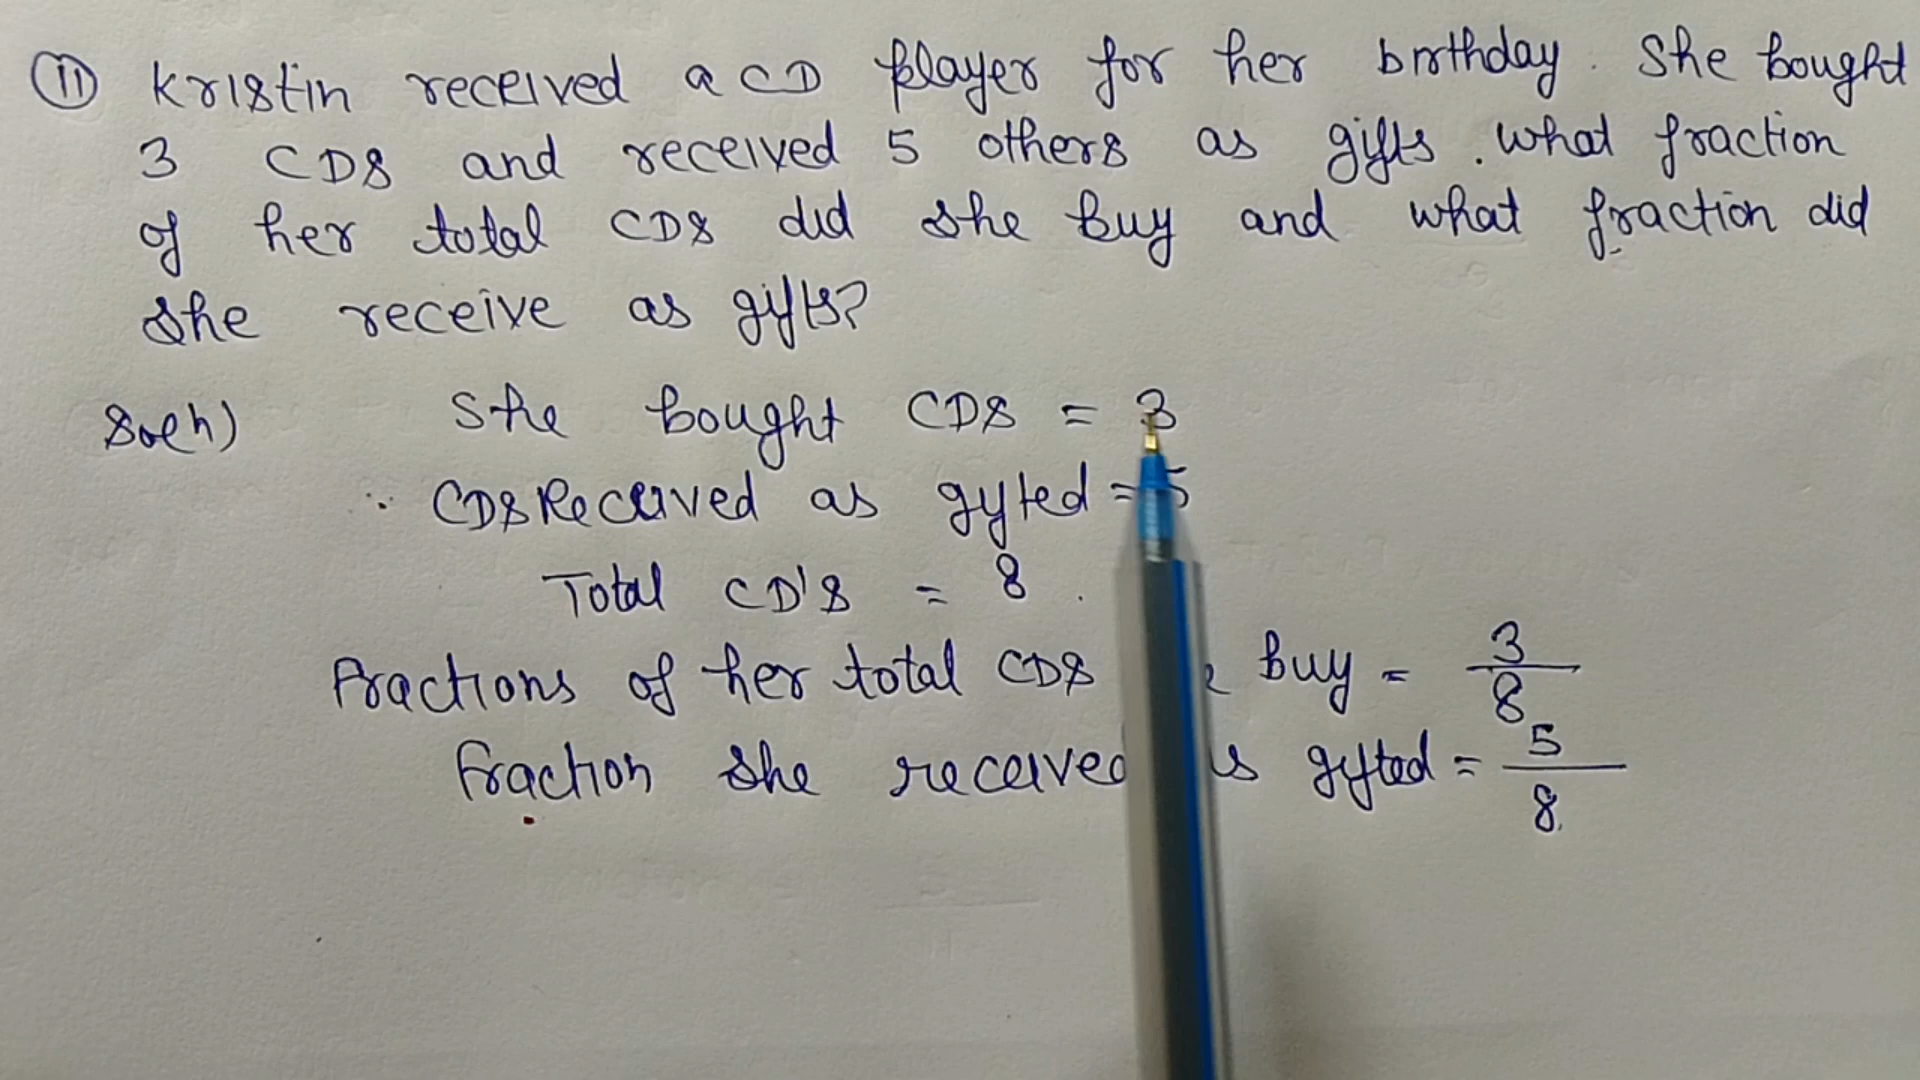 11 Kristin received a CD player for her birthday. She bought
3 CDs and received 5 others as gifts. what fraction
of her total CDs did she buy and what fraction did
she receive as gifts?
Soln) She bought CDs = 3
CDs Received as gifted = 5
Total CD's = 8.
Fractions of her total CDs buy = 3/8
fraction she received gifted = 5/8